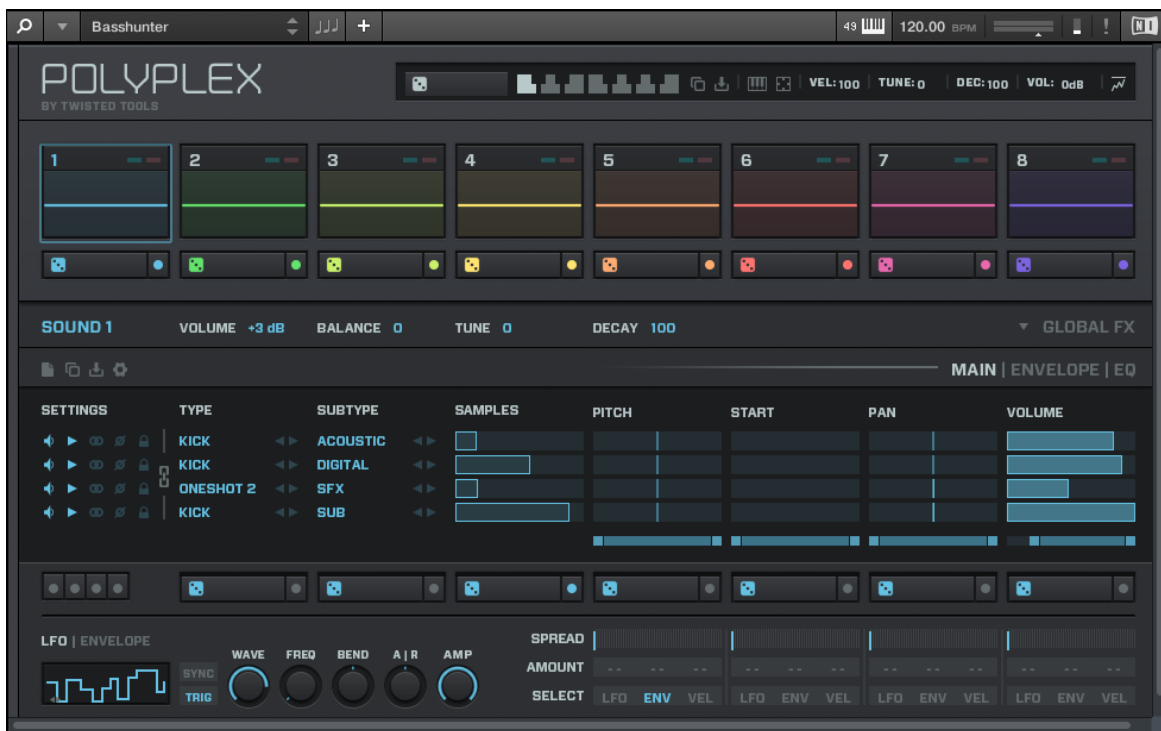 Basshunter 49 120.00 BPM NI
POLYPLEX
BY TWISTED TOOLS
VEL: 100 TUNE: 0 DEC: 100 VOL: 0dB
1 2 3 4 5 6 7 8
SOUND 1 VOLUME +3 dB BALANCE 0 TUNE 0 DECAY 100 GLOBAL FX
MAIN | ENVELOPE | EQ
SETTINGS TYPE SUBTYPE SAMPLES PITCH START PAN VOLUME
KICK ACOUSTIC
KICK DIGITAL
ONESHOT 2 SFX
KICK SUB
LFO | ENVELOPE
WAVE FREQ BEND A | R AMP
SPREAD
SYNC
AMOUNT -- -- -- -- -- -- -- -- -- -- -- --
TRIG
SELECT LFO ENV VEL LFO ENV VEL LFO ENV VEL LFO ENV VEL